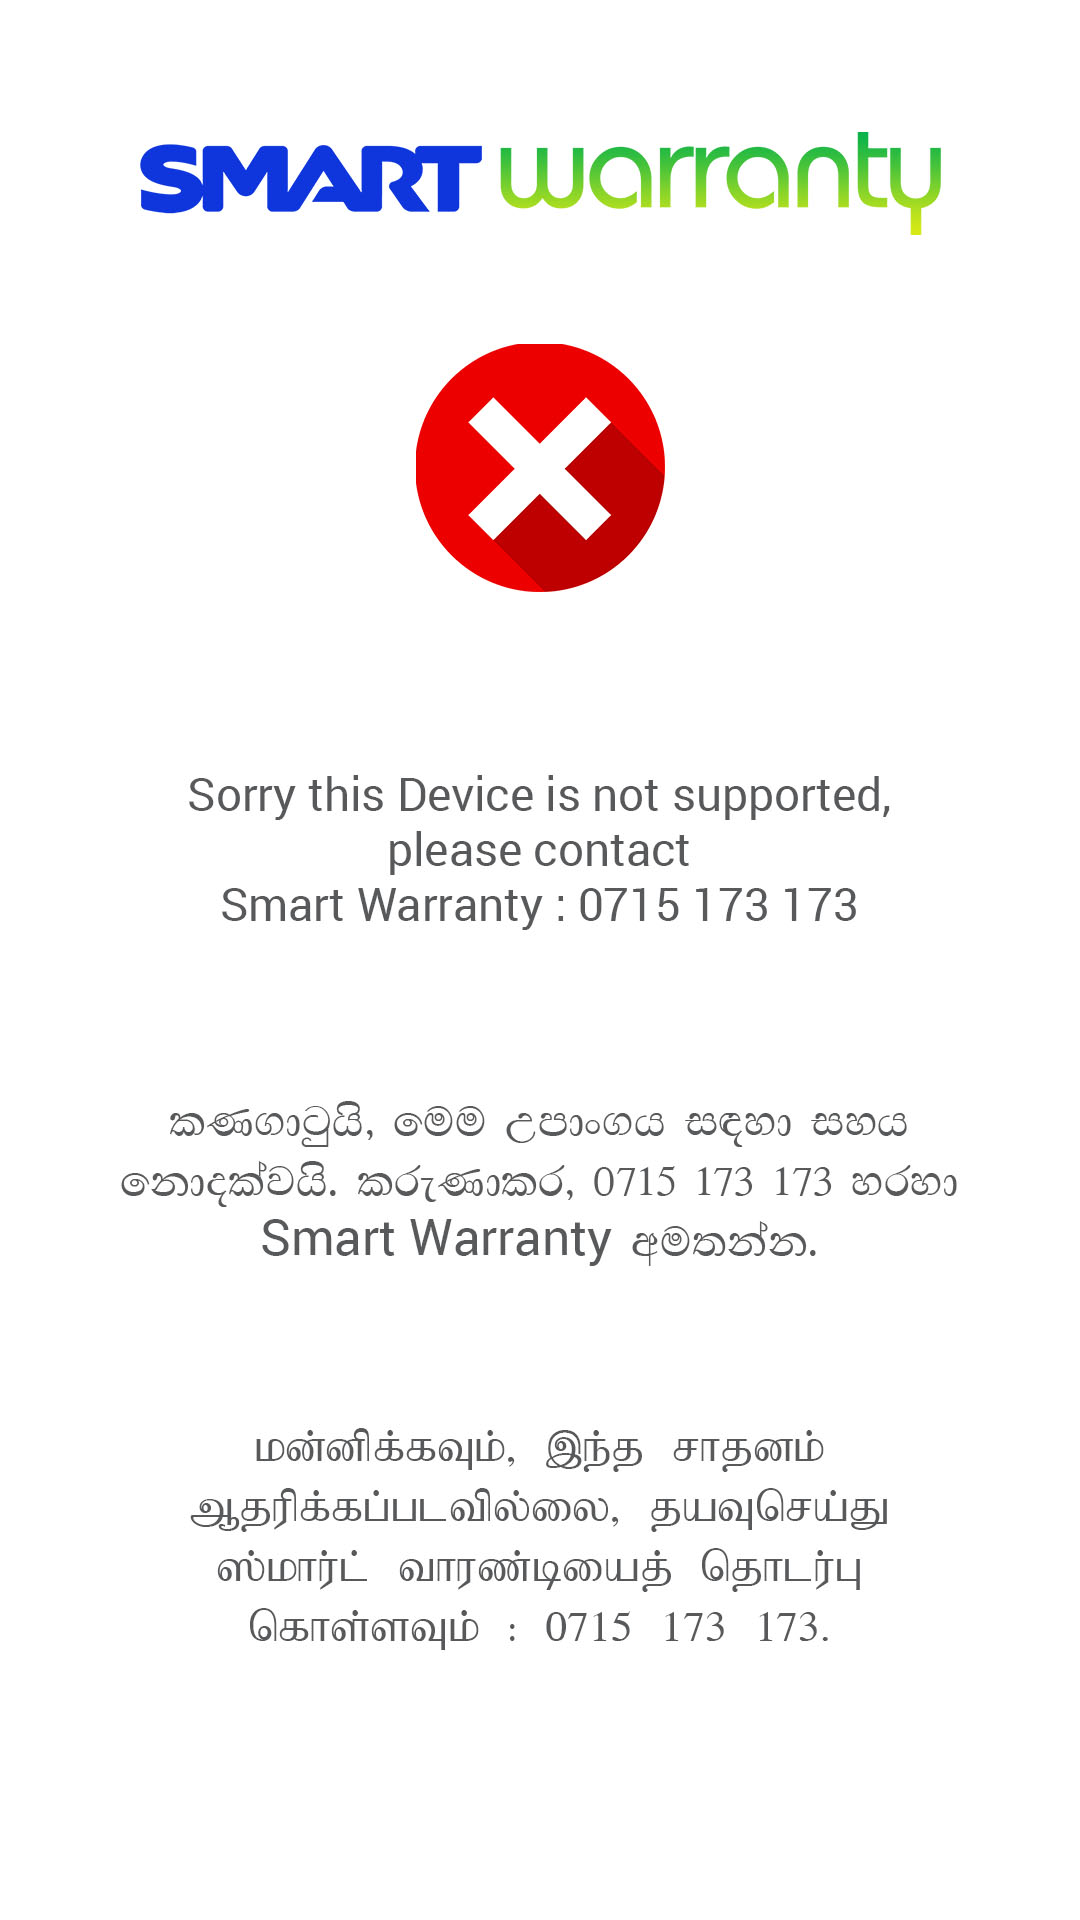 SMART warranty
Sorry this Device is not supported,
please contact
Smart Warranty : 0715 173 173
කණගාටුයි, මෙම උපාංගය සඳහා සහය
නොදක්වයි. කරුණාකර, 0715 173 173 හරහා
Smart Warranty අමතන්න.
மன்னிக்கவும், இந்த சாதனம்
ஆதரிக்கப்படவில்லை, தயவுசெய்து
ஸ்மார்ட் வாரண்டியைத் தொடர்பு
கொள்ளவும் : 0715 173 173.